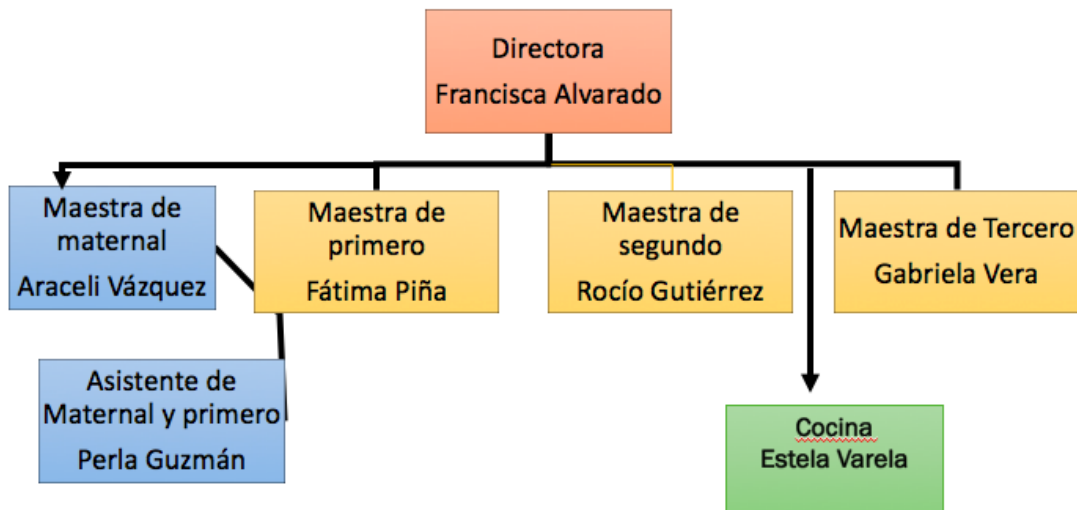 Directora
Francisca Alvarado
Maestra de
maternal
Araceli Vázquez
Maestra de
primero
Fátima Piña
Maestra de
segundo
Rocío Gutiérrez
Maestra de Tercero
Gabriela Vera
Asistente de
Maternal y primero
Perla Guzmán
Cocina
Estela Varela